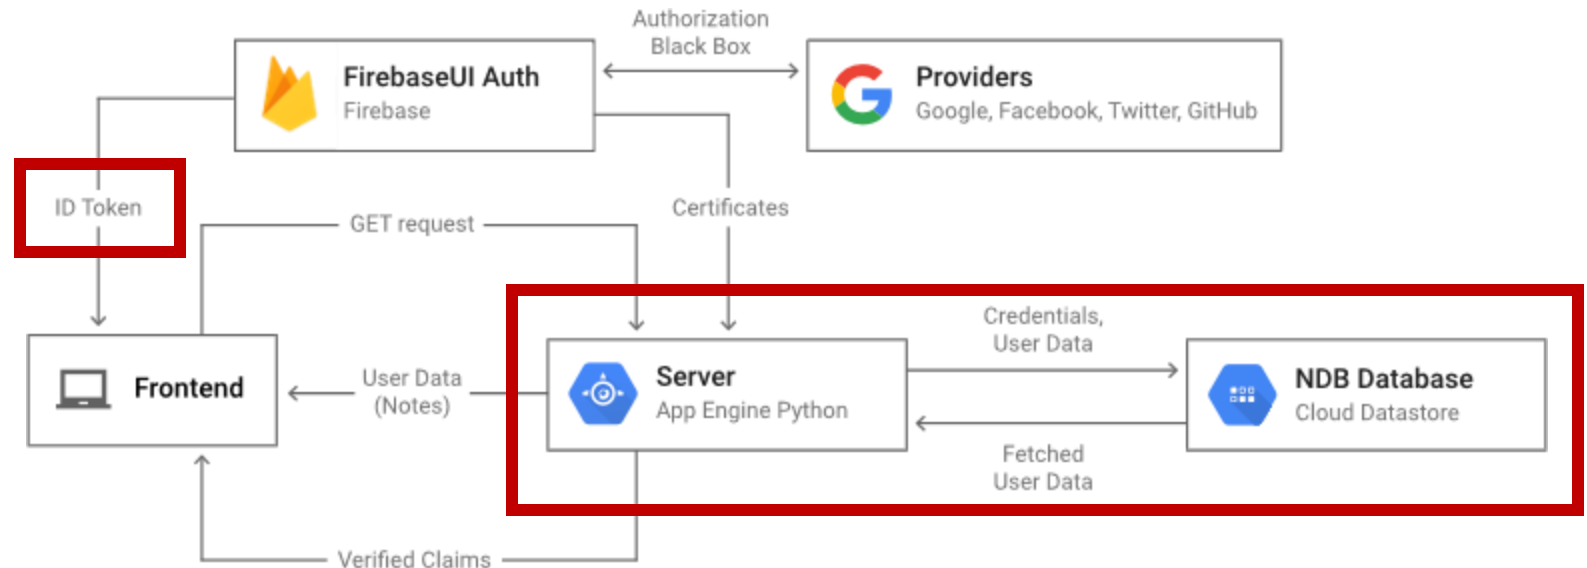 Authorization
Black Box
FirebaseUI Auth
Firebase
Providers
Google, Facebook, Twitter, GitHub
ID Token
GET request
Certificates
Credentials,
User Data
Frontend
User Data
(Notes)
Server
App Engine Python
NDB Database
Cloud Datastore
Fetched
User Data
Verified Claims